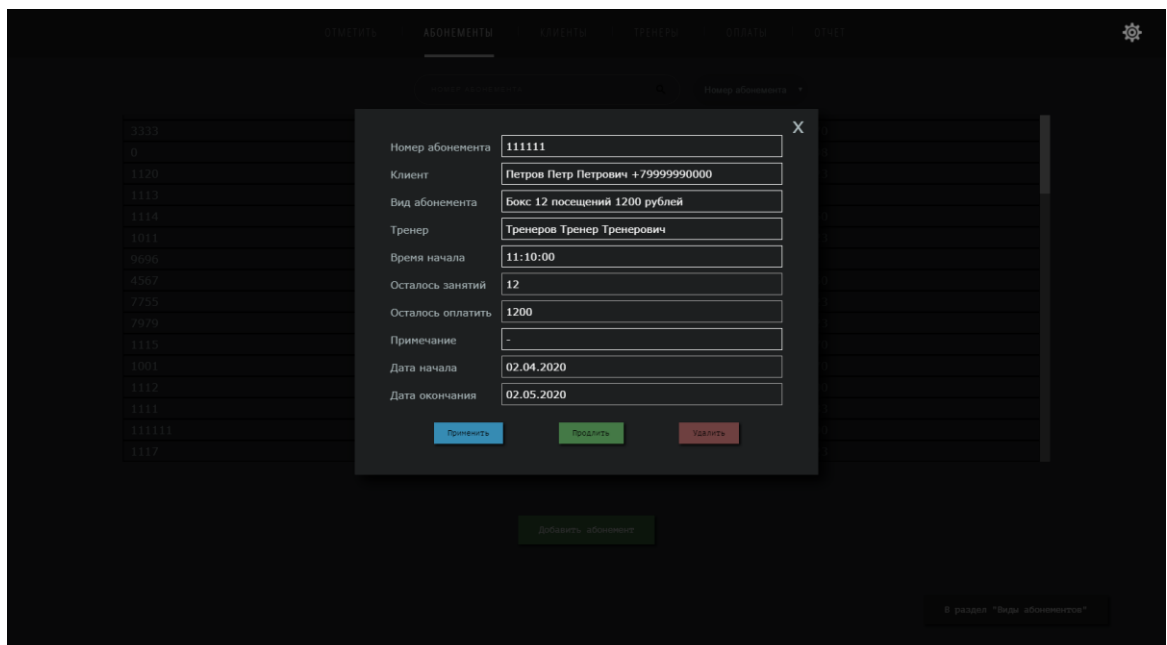 ОТМЕТИТЬ АБОНЕМЕНТЫ КЛИЕНТЫ ТРЕНЕРЫ ОПЛАТЫ ОТЧЕТ
Номер абонемента Номер абонемента
X
3333
0
1120
1113
1114
1011
9696
4567
7755
7979
1115
1001
1112
1111
111111
1117
Номер абонемента 111111
Клиент Петров Петр Петрович +79999990000
Вид абонемента Бокс 12 посещений 1200 рублей
Тренер Тренеров Тренер Тренерович
Время начала 11:10:00
Осталось занятий 12
Осталось оплатить 1200
Примечание -
Дата начала 02.04.2020
Дата окончания 02.05.2020
Применить Продлить Удалить
Добавить абонемент
В раздел "Виды абонементов"